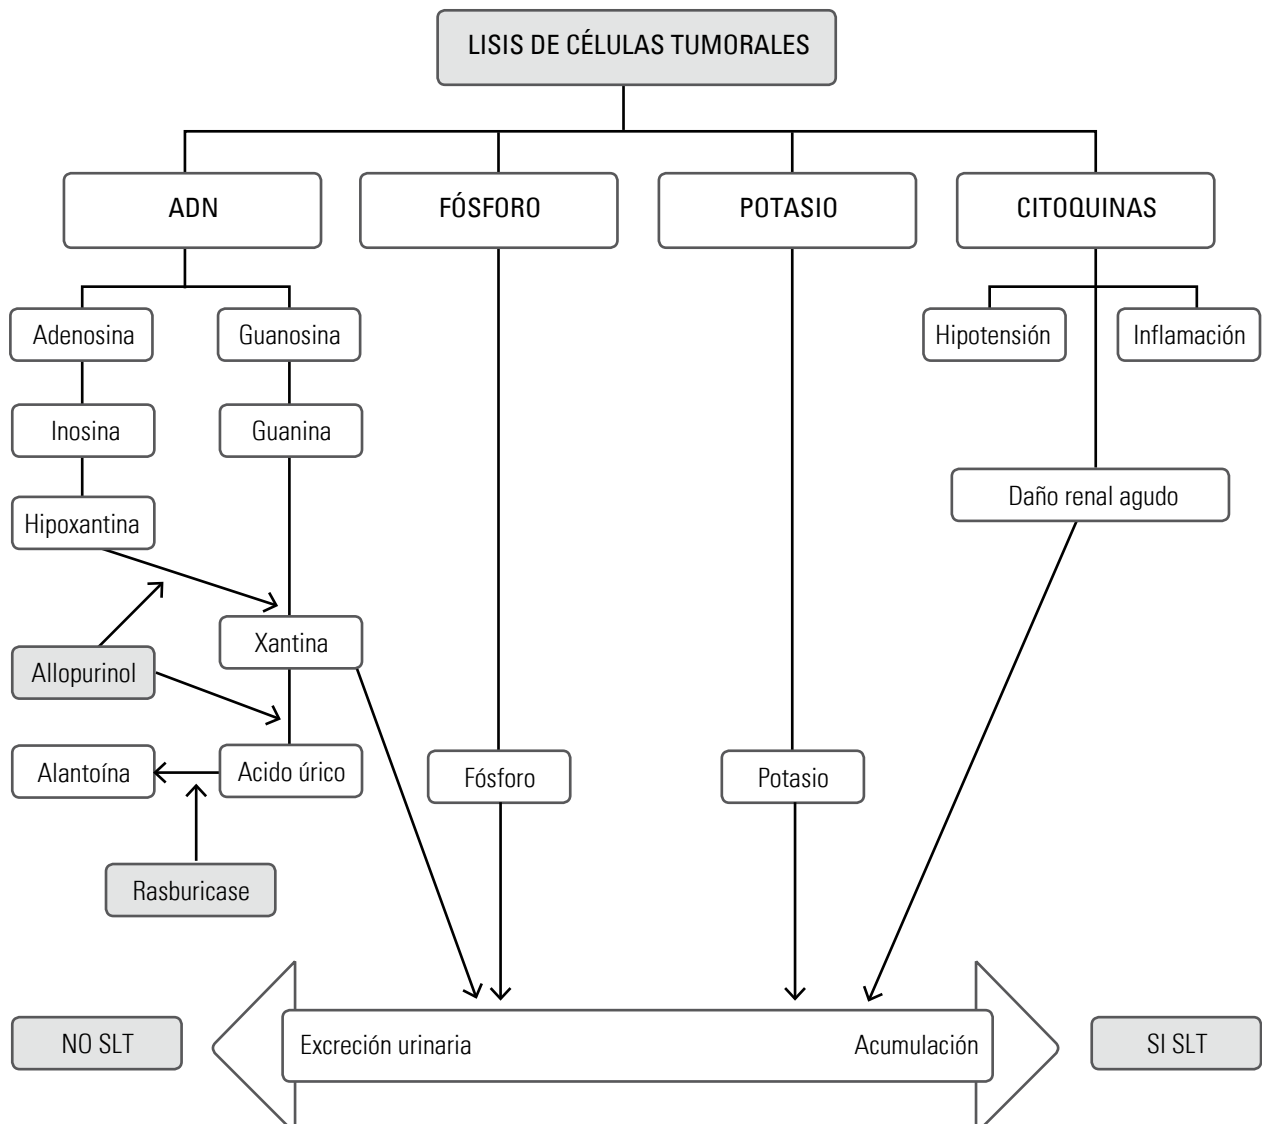 LISIS DE CÉLULAS TUMORALES
ADN
FÓSFORO
POTASIO
CITOQUINAS
Adenosina
Guanosina
Hipotensión
Inflamación
Inosina
Guanina
Hipoxantina
Daño renal agudo
Xantina
Allopurinol
Alantoína
Acido úrico
Fósforo
Potasio
Rasburicase
NO SLT
Excreción urinaria
Acumulación
SI SLT